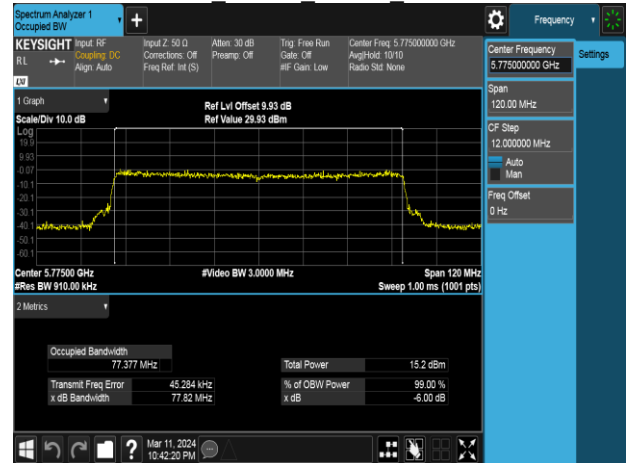 Spectrum Analyzer 1
Occupied BW
KEYSIGHT
RL
LXI
Input: RF
Coupling: DC
Align: Auto
Input Z: 50 Ω
Corrections: Off
Freq Ref: Int (S)
Atten: 30 dB
Preamp: Off
Trig: Free Run
Gate: Off
#IF Gain: Low
Center Freq: 5.775000000 GHz
Avg|Hold: 10/10
Radio Std: None
1 Graph
Scale/Div 10.0 dB
Ref Lvl Offset 9.93 dB
Ref Value 29.93 dBm
Log
19.9
9.93
-0.07
-10.1
-20.1
-30.1
-40.1
-50.1
-60.1
Center 5.77500 GHz
#Video BW 3.0000 MHz
Span 120 MHz
#Res BW 910.00 kHz
Sweep 1.00 ms (1001 pts)
2 Metrics
Occupied Bandwidth
77.377 MHz
Total Power 15.2 dBm
Transmit Freq Error 45.284 kHz
% of OBW Power 99.00 %
x dB Bandwidth 77.82 MHz
x dB -6.00 dB
Mar 11, 2024
10:42:20 PM
Frequency
Settings
Center Frequency
5.775000000 GHz
Span
120.00 MHz
CF Step
12.000000 MHz
Auto
Man
Freq Offset
0 Hz